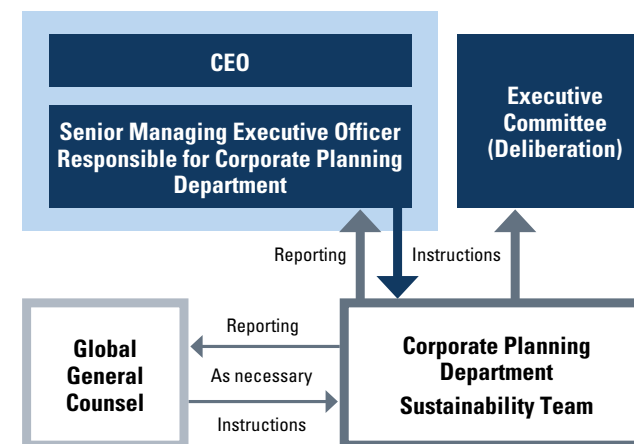 CEO
Senior Managing Executive Officer
Responsible for Corporate Planning
Department
Executive
Committee
(Deliberation)
Reporting
Instructions
Global
General
Counsel
Reporting
As necessary
Instructions
Corporate Planning
Department
Sustainability Team